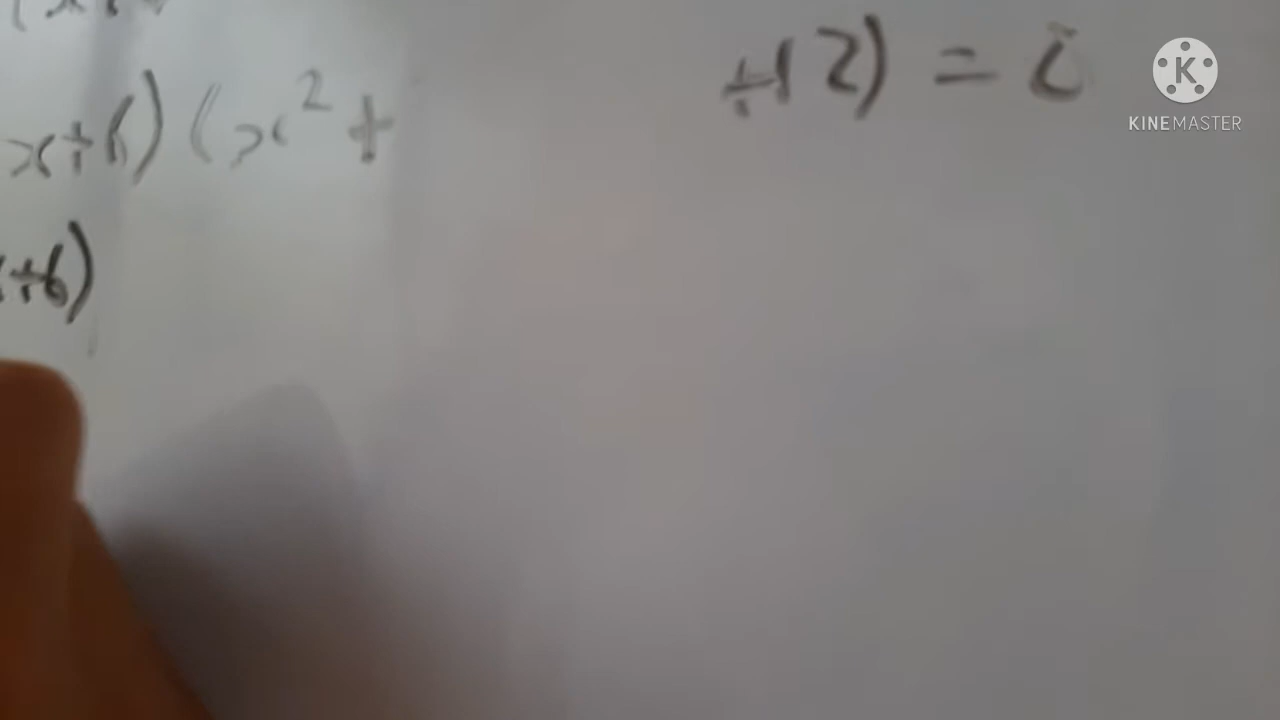 +12) = 0
x+6) (x² +
x+6)
KINEMASTER